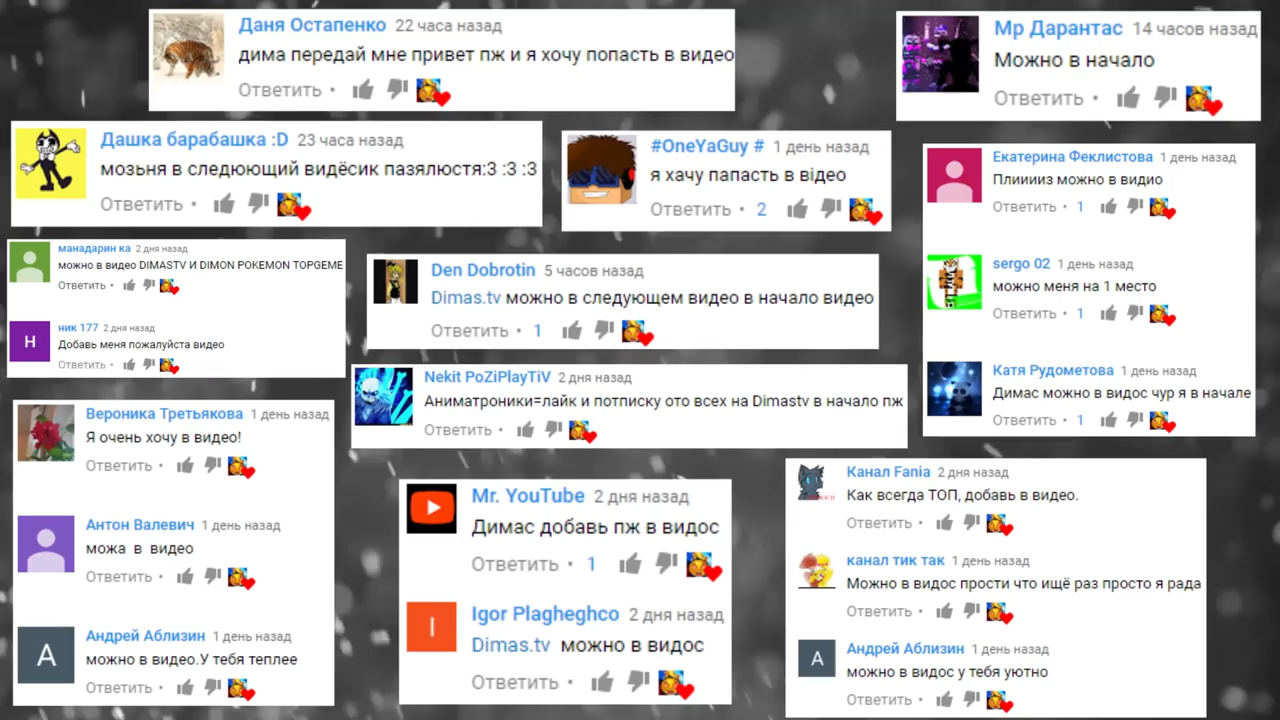 Даня Остапенко 22 часа назад
дима передай мне привет пж и я хочу попасть в видео
Ответить
Мр Дарантас 14 часов назад
Можно в начало
Ответить
Дашка барабашка :D 23 часа назад
мозьня в следюющий видёсик пазялюстя:3 :3 :3
Ответить
#OneYaGuy # 1 день назад
я хачу папасть в відео
Ответить 2
Екатерина Феклистова 1 день назад
Плиииiз можно в видио
Ответить 1
sergo 02 1 день назад
можно меня на 1 место
Ответить 1
Катя Рудометова 1 день назад
Димас можно в видос чур я в начале
Ответить 1
манадарин ка 2 дня назад
можно в видео DIMASTV И DIMON POKEMON TOPGEME
Ответить
Н
ник 177 2 дня назад
Добавь меня пожалуйста видео
Ответить
Den Dobrotin 5 часов назад
Dimas.tv можно в следующем видео в начало видео
Ответить 1
Nekit PoZiPlayTiV 2 дня назад
Аниматроники=лайк и потписку ото всех на Dimastv в начало пж
Ответить
Вероника Третьякова 1 день назад
Я очень хочу в видео!
Ответить
Антон Валевич 1 день назад
можа в видео
Ответить
А
Андрей Аблизин 1 день назад
можно в видео.У тебя теплее
Ответить
Mr. YouTube 2 дня назад
Димас добавь пж в видос
Ответить 1
I
Igor Plagheghco 2 дня назад
Dimas.tv можно в видос
Ответить
Канал Fania 2 дня назад
Как всегда ТОП, добавь в видео.
Ответить
канал тик так 1 день назад
Можно в видос прости что ищё раз просто я рада
Ответить
А
Андрей Аблизин 1 день назад
можно в видос у тебя уютно
Ответить